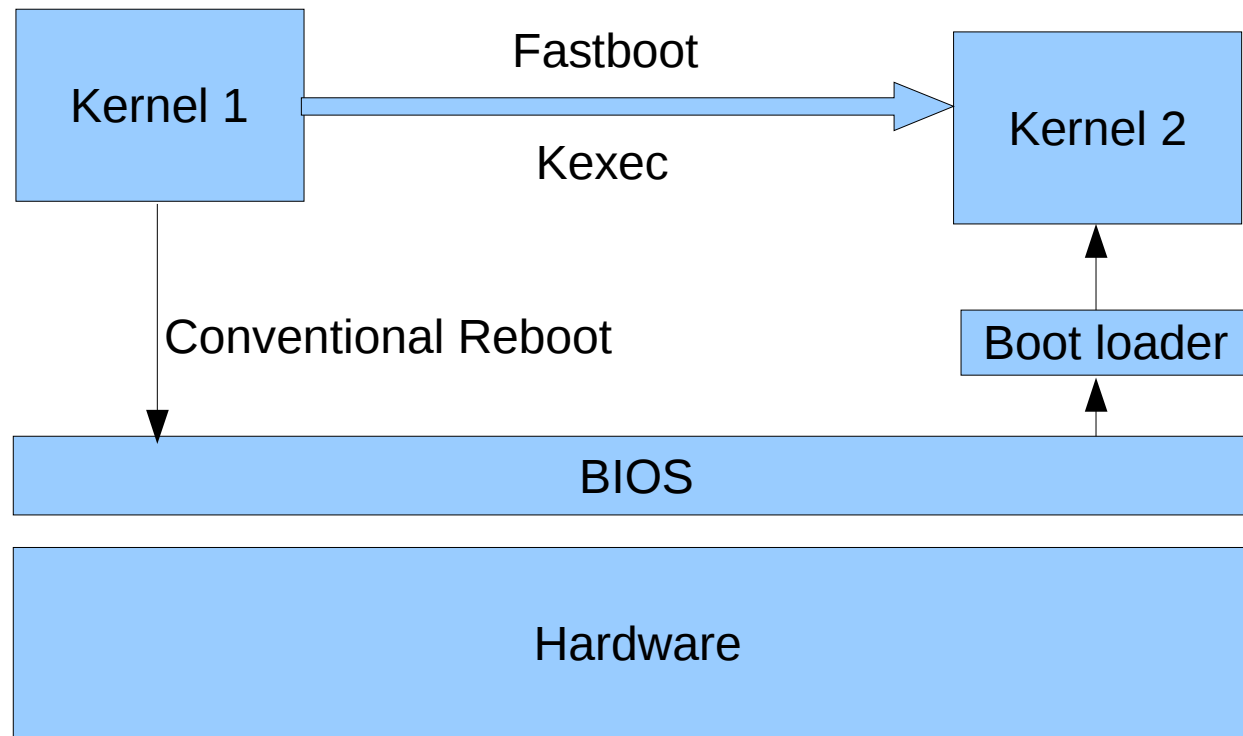 Fastboot
Kernel 1
Kernel 2
Kexec
Conventional Reboot
Boot loader
BIOS
Hardware